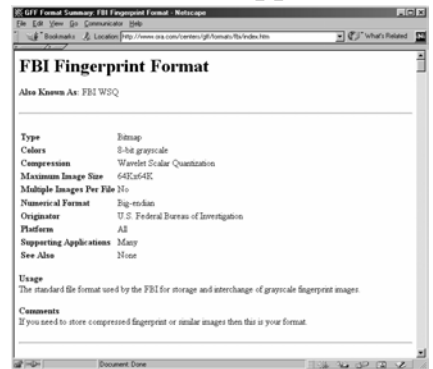 GFF Format Summary: FBI Fingerprint Format - Netscape
File Edit View Go Communicator Help
Bookmarks Location http://www.ora.com/centers/gff/formats/fbi/index.htm What's Related
FBI Fingerprint Format
Also Known As: FBI WSQ
Type Bitmap
Colors 8-bit grayscale
Compression Wavelet Scalar Quantization
Maximum Image Size 64Kx64K
Multiple Images Per File No
Numerical Format Big-endian
Originator U.S. Federal Bureau of Investigation
Platform All
Supporting Applications Many
See Also None
Usage
The standard file format used by the FBI for storage and interchange of grayscale fingerprint images.
Comments
If you need to store compressed fingerprint or similar images then this is your format.
Document: Done